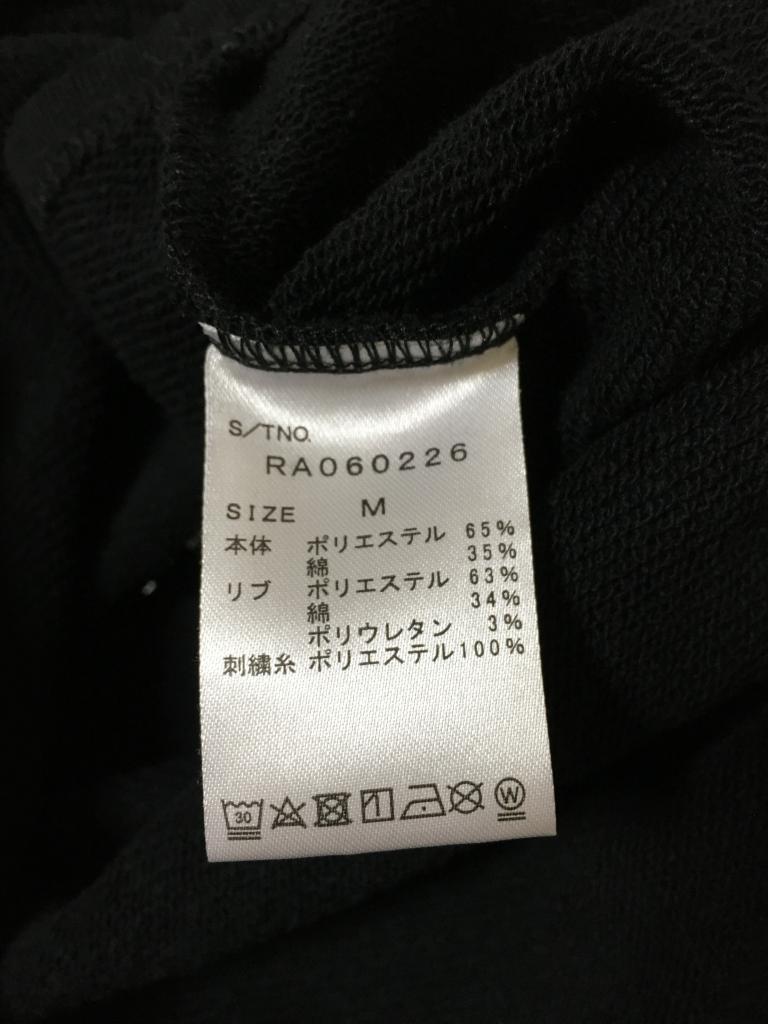 S/TNO.
RA060226
SIZE M
本体 ポリエステル 65%
綿 35%
リブ ポリエステル 63%
綿 34%
ポリウレタン 3%
刺繍糸 ポリエステル100%
30 W